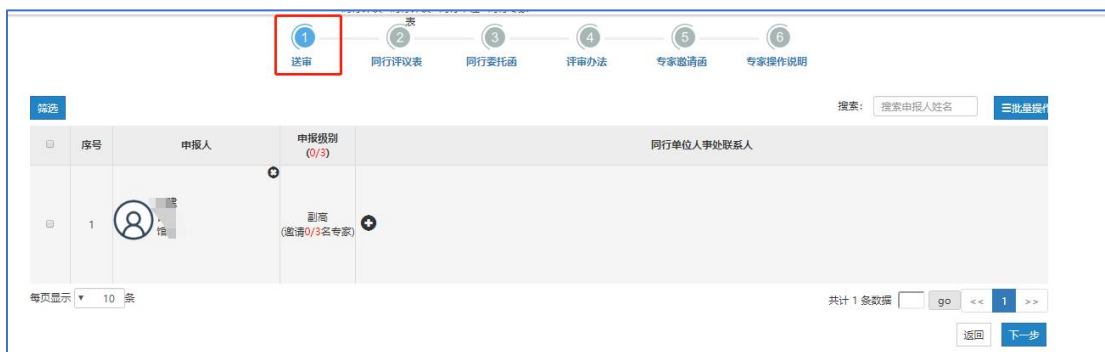 表
1 2 3 4 5 6
送审 同行评议表 同行委托函 评审办法 专家邀请函 专家操作说明
筛选 搜索: 搜索申报人姓名 ☰批量操作
序号 申报人 申报级别 同行单位人事处联系人
(0/3)
1 副高
(邀请0/3名专家)
每页显示 ▼ 10 条 共计 1 条数据 go << 1 >>
返回 下一步